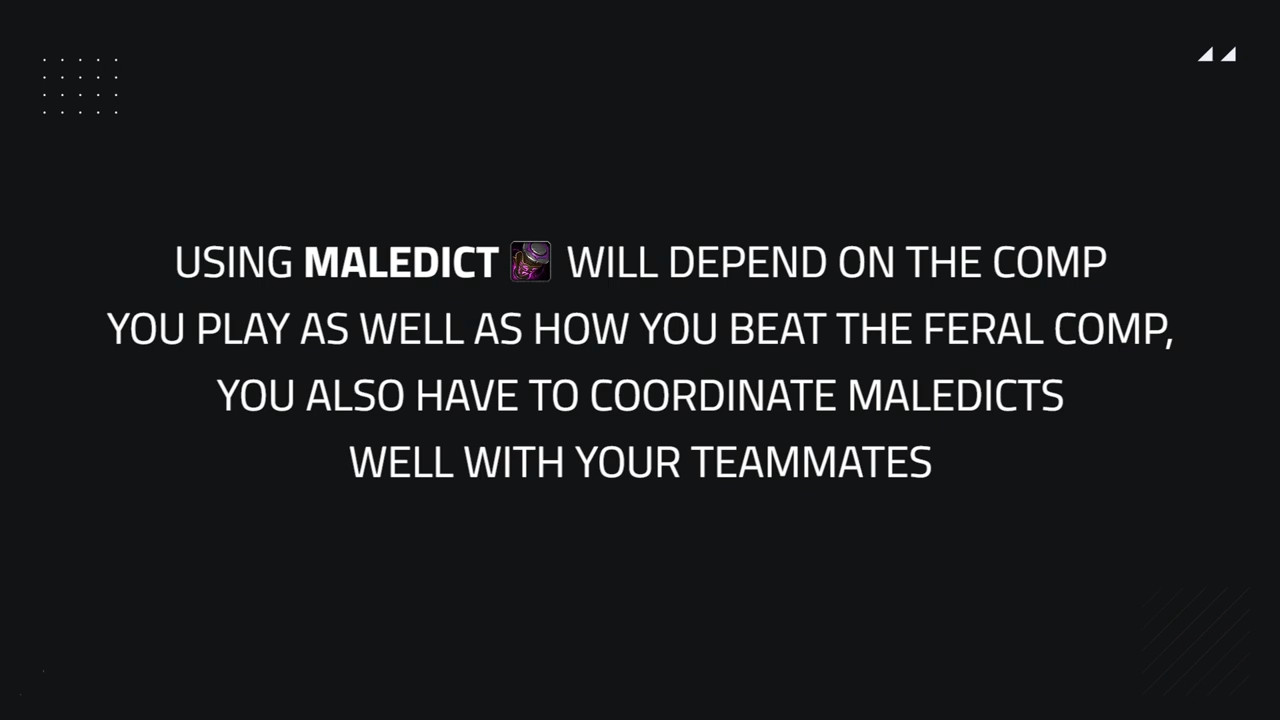 USING MALEDICT WILL DEPEND ON THE COMP
YOU PLAY AS WELL AS HOW YOU BEAT THE FERAL COMP,
YOU ALSO HAVE TO COORDINATE MALEDICTS
WELL WITH YOUR TEAMMATES